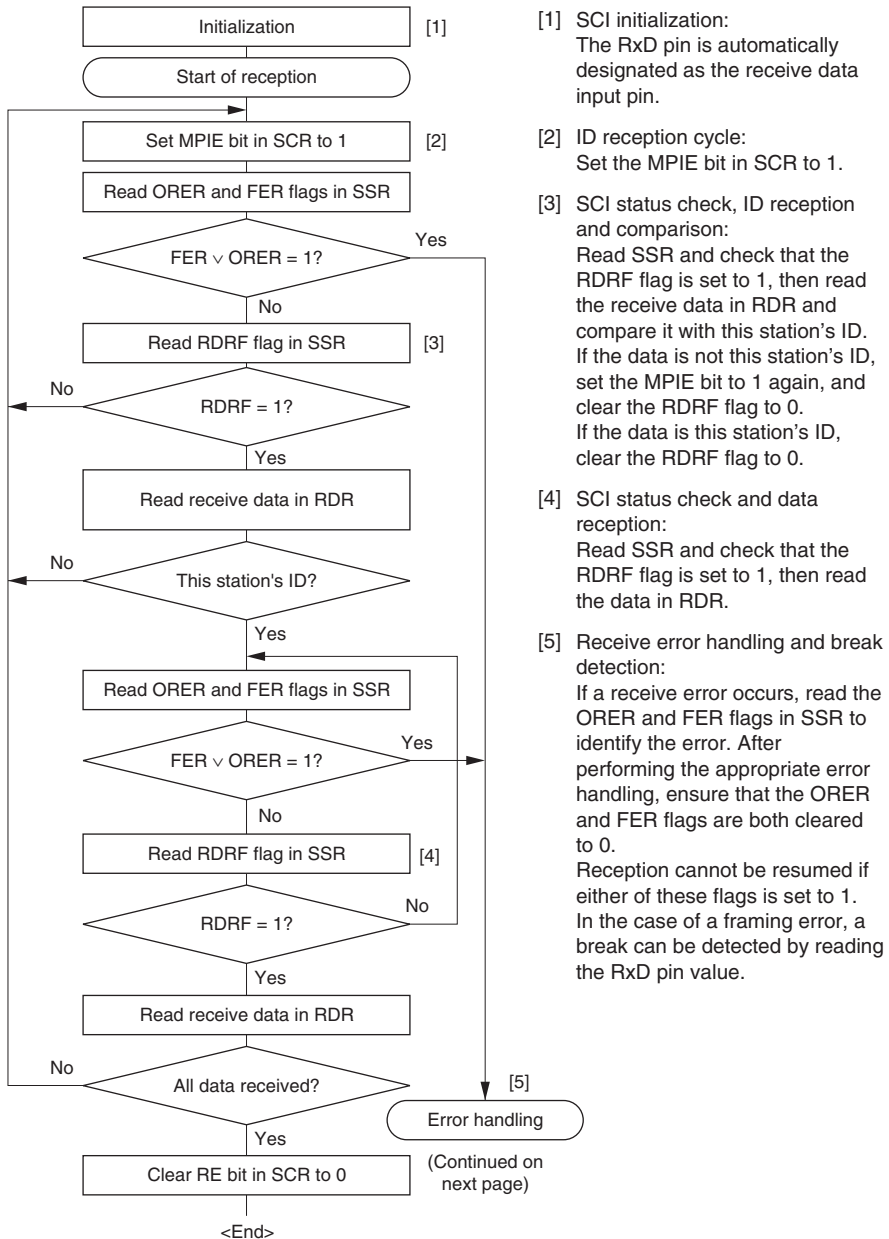 Initialization
[1]
Start of reception
Set MPIE bit in SCR to 1
[2]
Read ORER and FER flags in SSR
FER ∨ ORER = 1?
Yes
No
Read RDRF flag in SSR
[3]
No
RDRF = 1?
Yes
Read receive data in RDR
No
This station's ID?
Yes
Read ORER and FER flags in SSR
FER ∨ ORER = 1?
Yes
No
Read RDRF flag in SSR
[4]
RDRF = 1?
No
Yes
Read receive data in RDR
No
All data received?
Yes
[5]
Error handling
(Continued on
next page)
Clear RE bit in SCR to 0
<End>
[1] SCI initialization:
The RxD pin is automatically
designated as the receive data
input pin.
[2] ID reception cycle:
Set the MPIE bit in SCR to 1.
[3] SCI status check, ID reception
and comparison:
Read SSR and check that the
RDRF flag is set to 1, then read
the receive data in RDR and
compare it with this station's ID.
If the data is not this station's ID,
set the MPIE bit to 1 again, and
clear the RDRF flag to 0.
If the data is this station's ID,
clear the RDRF flag to 0.
[4] SCI status check and data
reception:
Read SSR and check that the
RDRF flag is set to 1, then read
the data in RDR.
[5] Receive error handling and break
detection:
If a receive error occurs, read the
ORER and FER flags in SSR to
identify the error. After
performing the appropriate error
handling, ensure that the ORER
and FER flags are both cleared
to 0.
Reception cannot be resumed if
either of these flags is set to 1.
In the case of a framing error, a
break can be detected by reading
the RxD pin value.